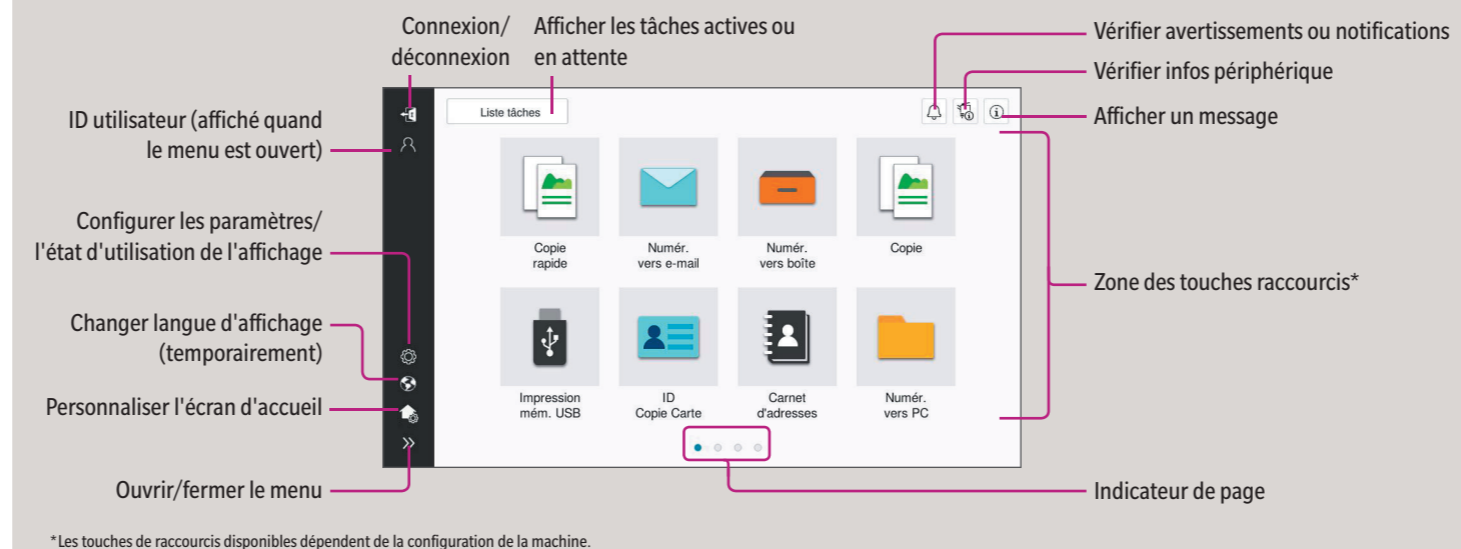 Connexion/
déconnexion
Afficher les tâches actives ou
en attente
Vérifier avertissements ou notifications
Vérifier infos périphérique
Afficher un message
ID utilisateur (affiché quand
le menu est ouvert)
Configurer les paramètres/
l'état d'utilisation de l'affichage
Changer langue d'affichage
(temporairement)
Personnaliser l'écran d'accueil
Ouvrir/fermer le menu
Liste tâches
Copie
rapide
Numér.
vers e-mail
Numér.
vers boîte
Copie
Impression
mém. USB
ID
Copie Carte
Carnet
d'adresses
Numér.
vers PC
Zone des touches raccourcis*
Indicateur de page
*Les touches de raccourcis disponibles dépendent de la configuration de la machine.